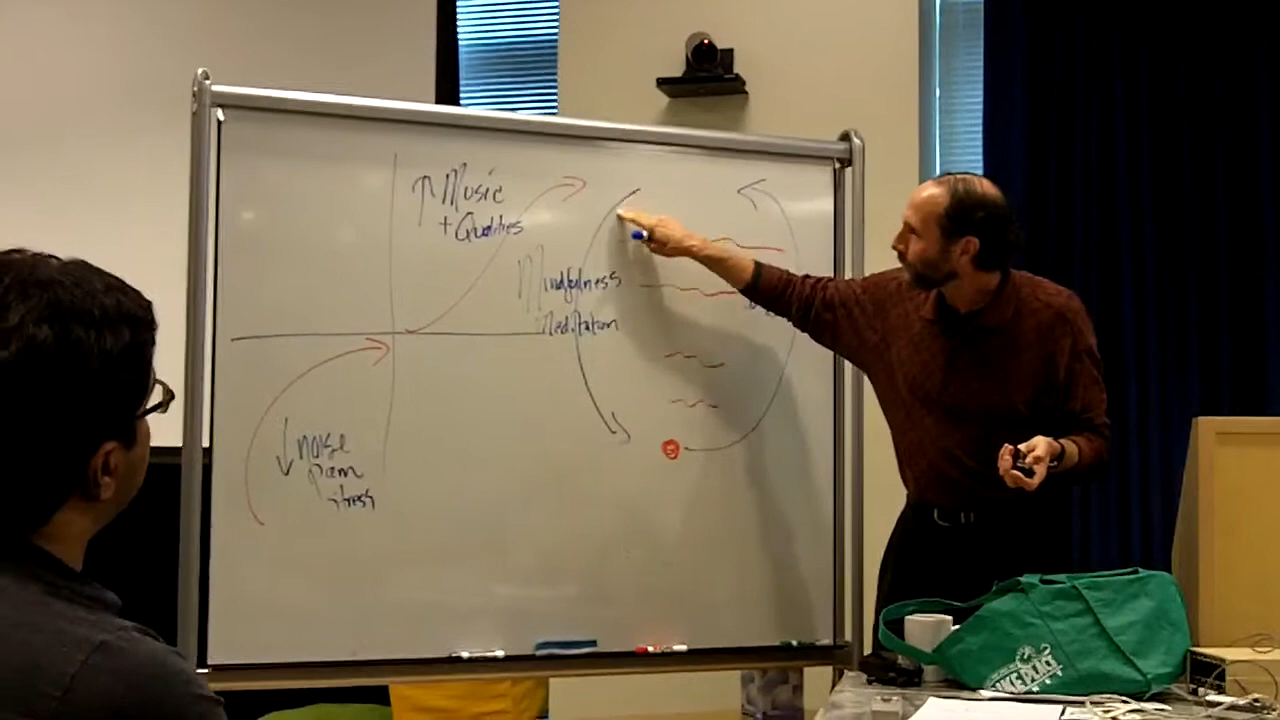 ↑ Music
+ Qualities
Mindfulness
Meditation
↓ noise
pain
stress